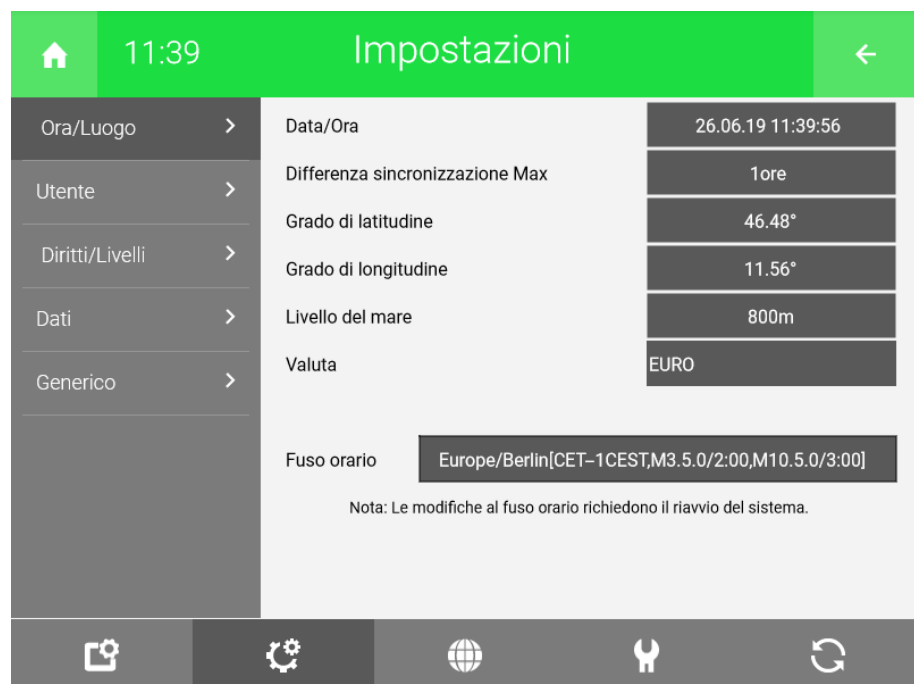 11:39 Impostazioni
Ora/Luogo
Utente
Diritti/Livelli
Dati
Generico
Data/Ora 26.06.19 11:39:56
Differenza sincronizzazione Max 1ore
Grado di latitudine 46.48°
Grado di longitudine 11.56°
Livello del mare 800m
Valuta EURO
Fuso orario Europe/Berlin[CET-1CEST,M3.5.0/2:00,M10.5.0/3:00]
Nota: Le modifiche al fuso orario richiedono il riavvio del sistema.